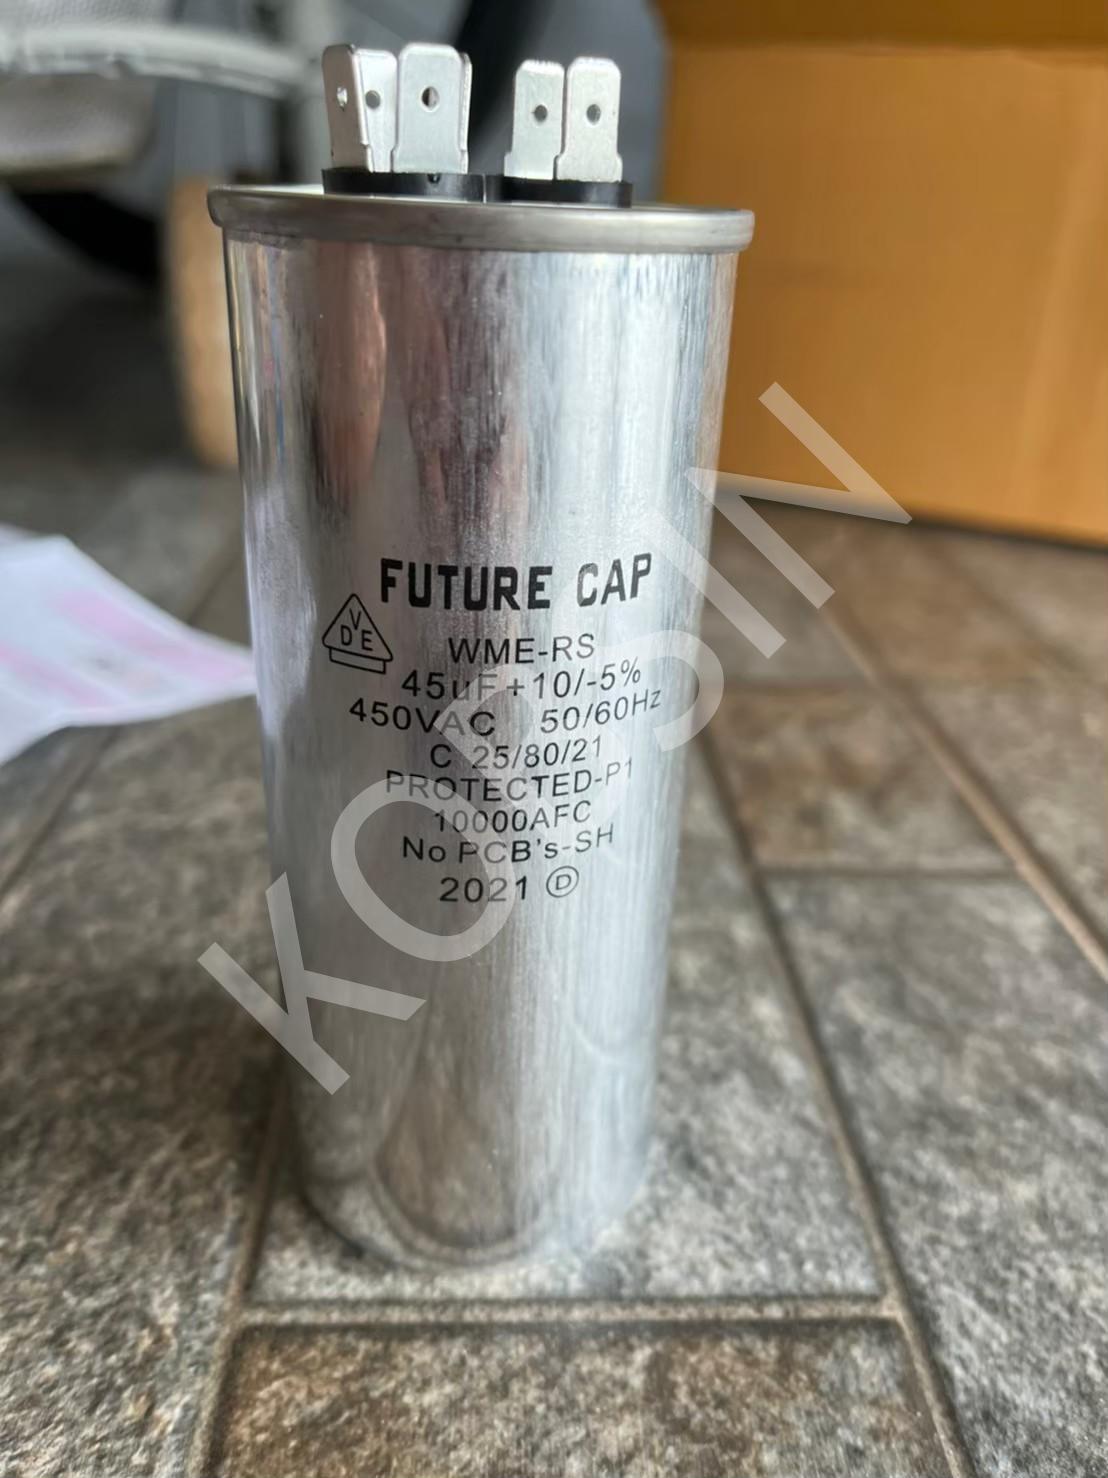 FUTURE CAP
VDE
WME-RS
45uF+10/-5%
450VAC 50/60Hz
C 25/80/21
PROTECTED-P1
10000AFC
No PCB's-SH
2021 D
KOPSIN